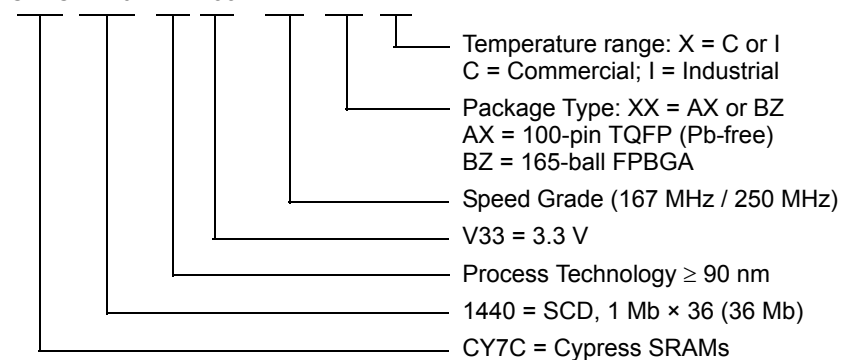 Temperature range: X = C or I
C = Commercial; I = Industrial
Package Type: XX = AX or BZ
AX = 100-pin TQFP (Pb-free)
BZ = 165-ball FPBGA
Speed Grade (167 MHz / 250 MHz)
V33 = 3.3 V
Process Technology ≥ 90 nm
1440 = SCD, 1 Mb × 36 (36 Mb)
CY7C = Cypress SRAMs